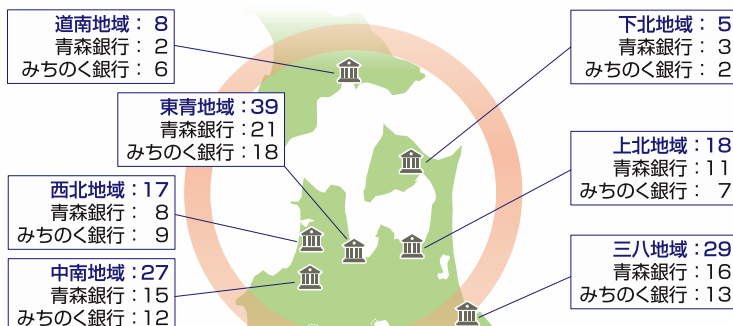 道南地域：8
青森銀行：2
みちのく銀行：6
東青地域：39
青森銀行：21
みちのく銀行：18
西北地域：17
青森銀行：8
みちのく銀行：9
中南地域：27
青森銀行：15
みちのく銀行：12
下北地域：5
青森銀行：3
みちのく銀行：2
上北地域：18
青森銀行：11
みちのく銀行：7
三八地域：29
青森銀行：16
みちのく銀行：13